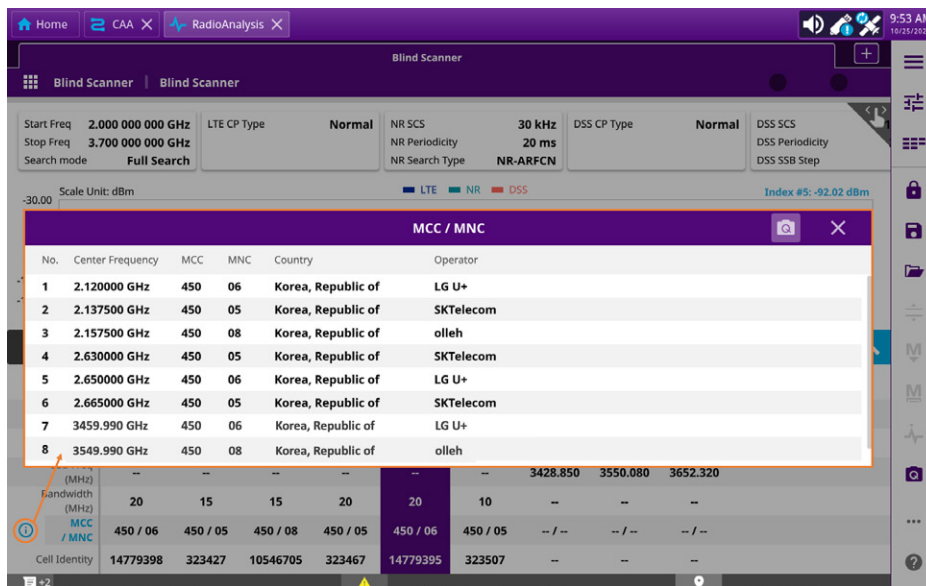 Home CAA RadioAnalysis 9:53 AM
10/25/202
Blind Scanner
Blind Scanner | Blind Scanner
Start Freq 2.000 000 000 GHz LTE CP Type Normal NR SCS 30 kHz DSS CP Type Normal DSS SCS
Stop Freq 3.700 000 000 GHz NR Periodicity 20 ms DSS Periodicity
Search mode Full Search NR Search Type NR-ARFCN DSS SSB Step
-30.00 Scale Unit: dBm LTE NR DSS Index #5: -92.02 dBm
MCC / MNC
No. Center Frequency MCC MNC Country Operator
1 2.120000 GHz 450 06 Korea, Republic of LG U+
2 2.137500 GHz 450 05 Korea, Republic of SKTelecom
3 2.157500 GHz 450 08 Korea, Republic of olleh
4 2.630000 GHz 450 05 Korea, Republic of SKTelecom
5 2.650000 GHz 450 06 Korea, Republic of LG U+
6 2.665000 GHz 450 05 Korea, Republic of SKTelecom
7 3459.990 GHz 450 06 Korea, Republic of LG U+
8 3549.990 GHz 450 08 Korea, Republic of olleh
(MHz) -- -- -- -- -- -- 3428.850 3550.080 3652.320
Bandwidth
(MHz) 20 15 15 20 20 10 -- -- --
MCC
/ MNC 450 / 06 450 / 05 450 / 08 450 / 05 450 / 06 450 / 05 -- / -- -- / -- -- / --
Cell Identity 14779398 323427 10546705 323467 14779395 323507 -- -- --
+2